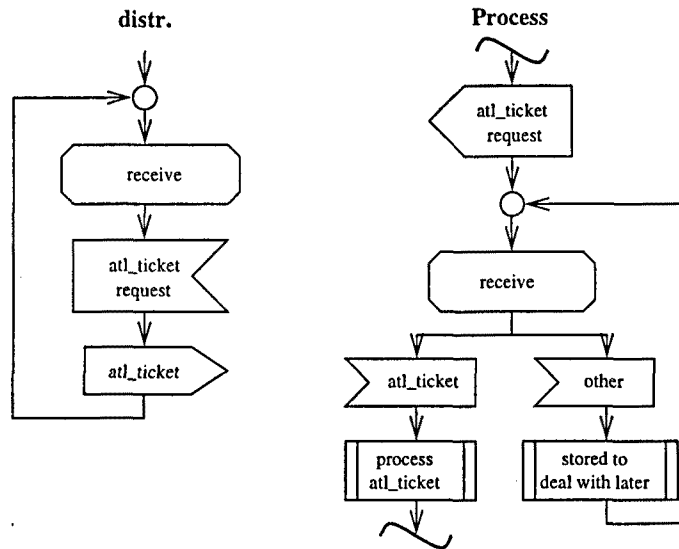 distr.
receive
atl_ticket
request
atl_ticket
Process
atl_ticket
request
receive
atl_ticket
other
process
atl_ticket
stored to
deal with later